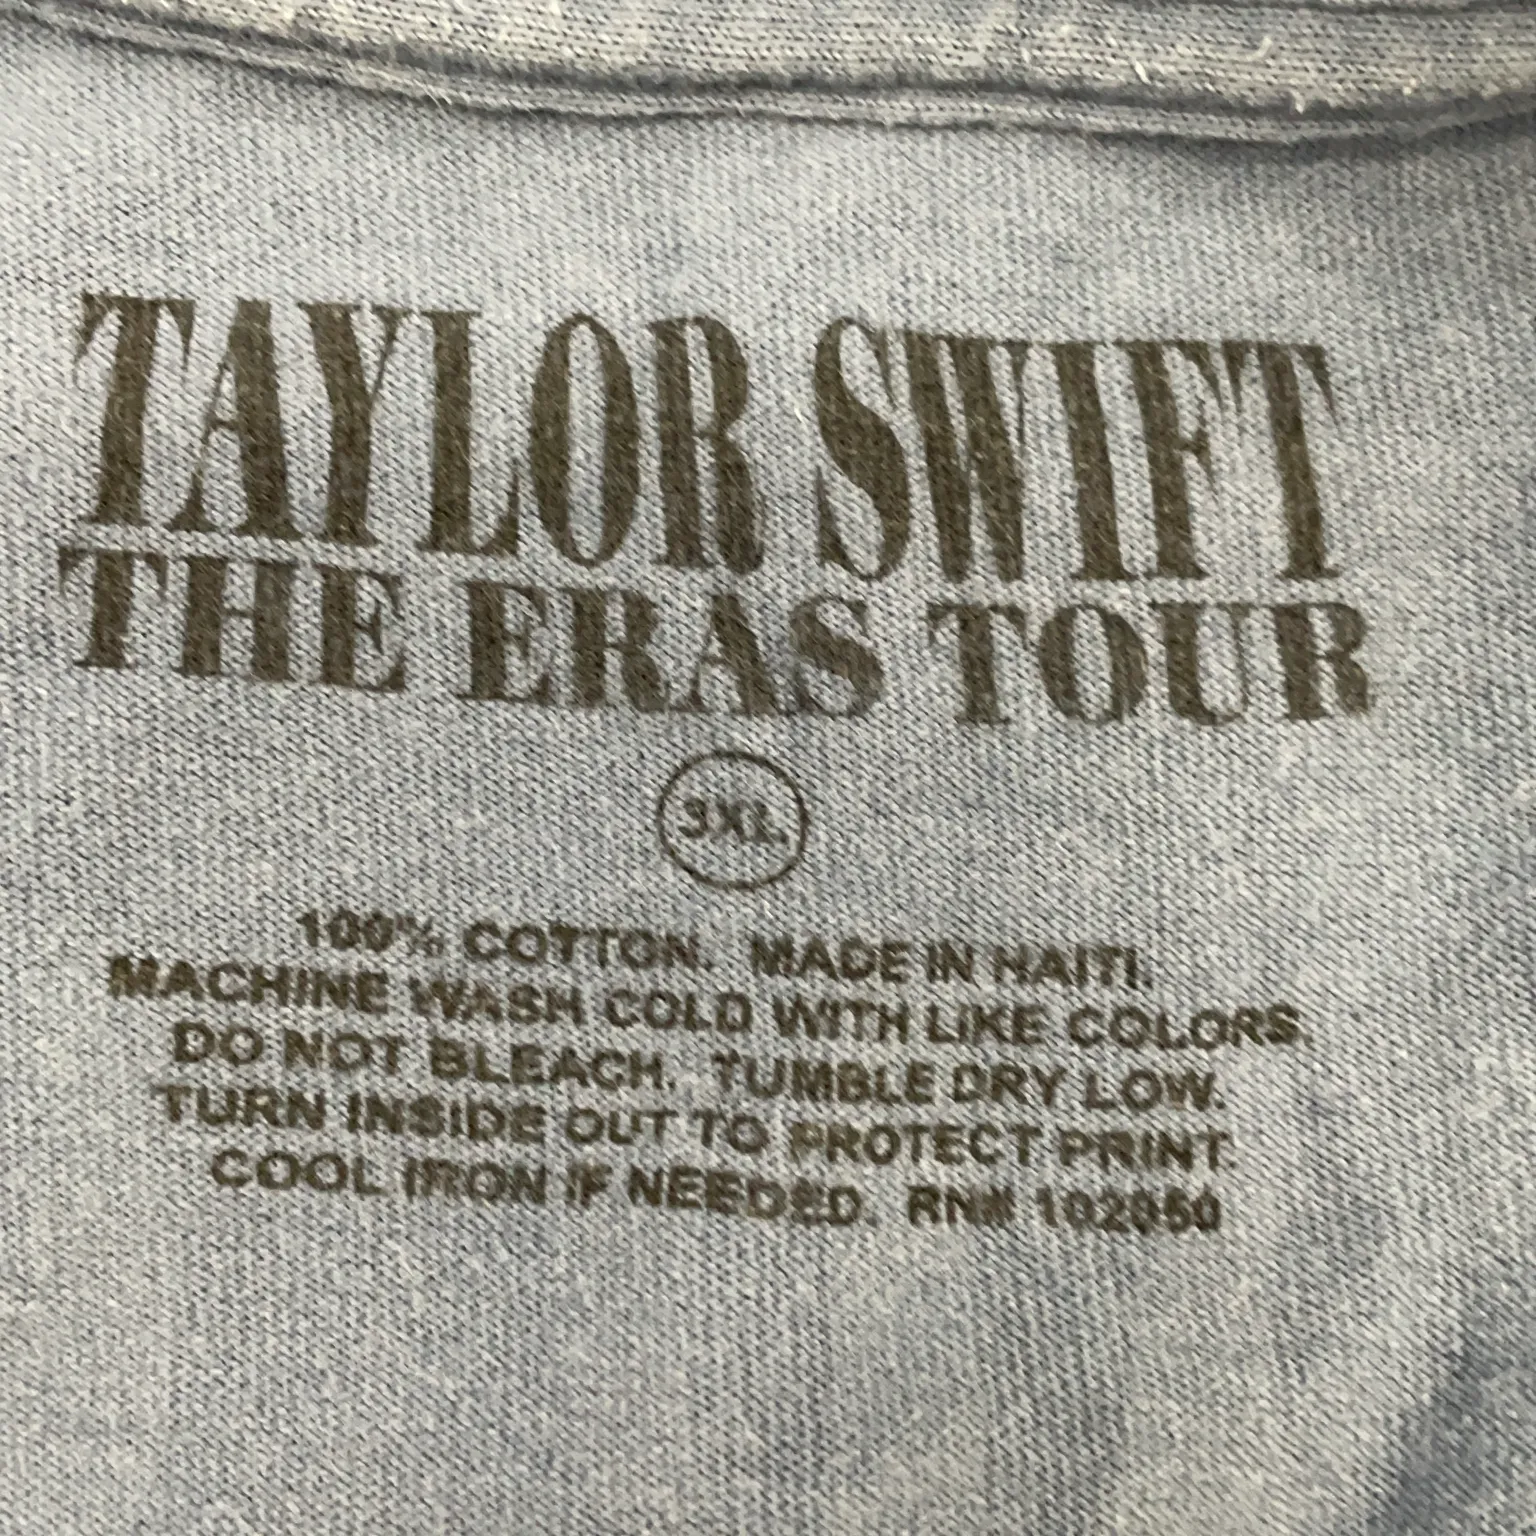 TAYLOR SWIFT
THE ERAS TOUR
3XL
100% COTTON. MADE IN HAITI.
MACHINE WASH COLD WITH LIKE COLORS.
DO NOT BLEACH. TUMBLE DRY LOW.
TURN INSIDE OUT TO PROTECT PRINT.
COOL IRON IF NEEDED. RN# 102050